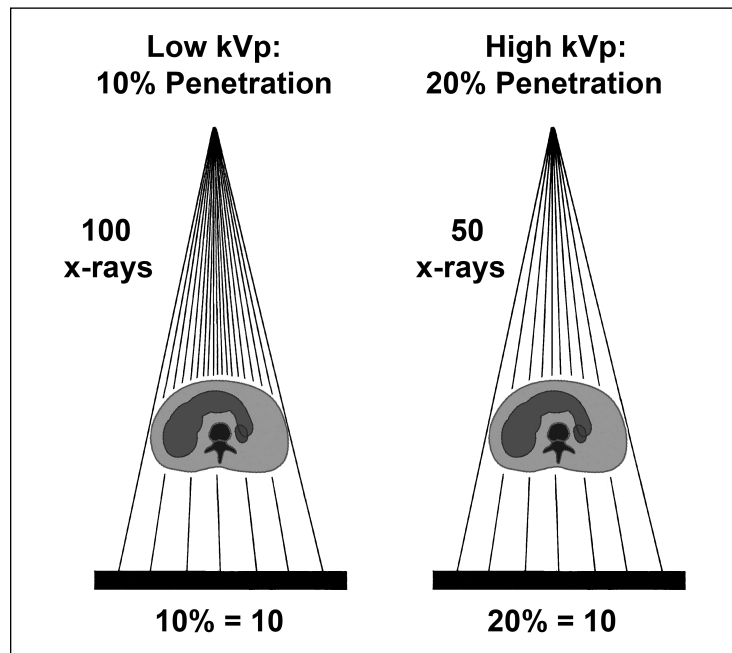 Low kVp:
10% Penetration
100
x-rays
10% = 10
High kVp:
20% Penetration
50
x-rays
20% = 10